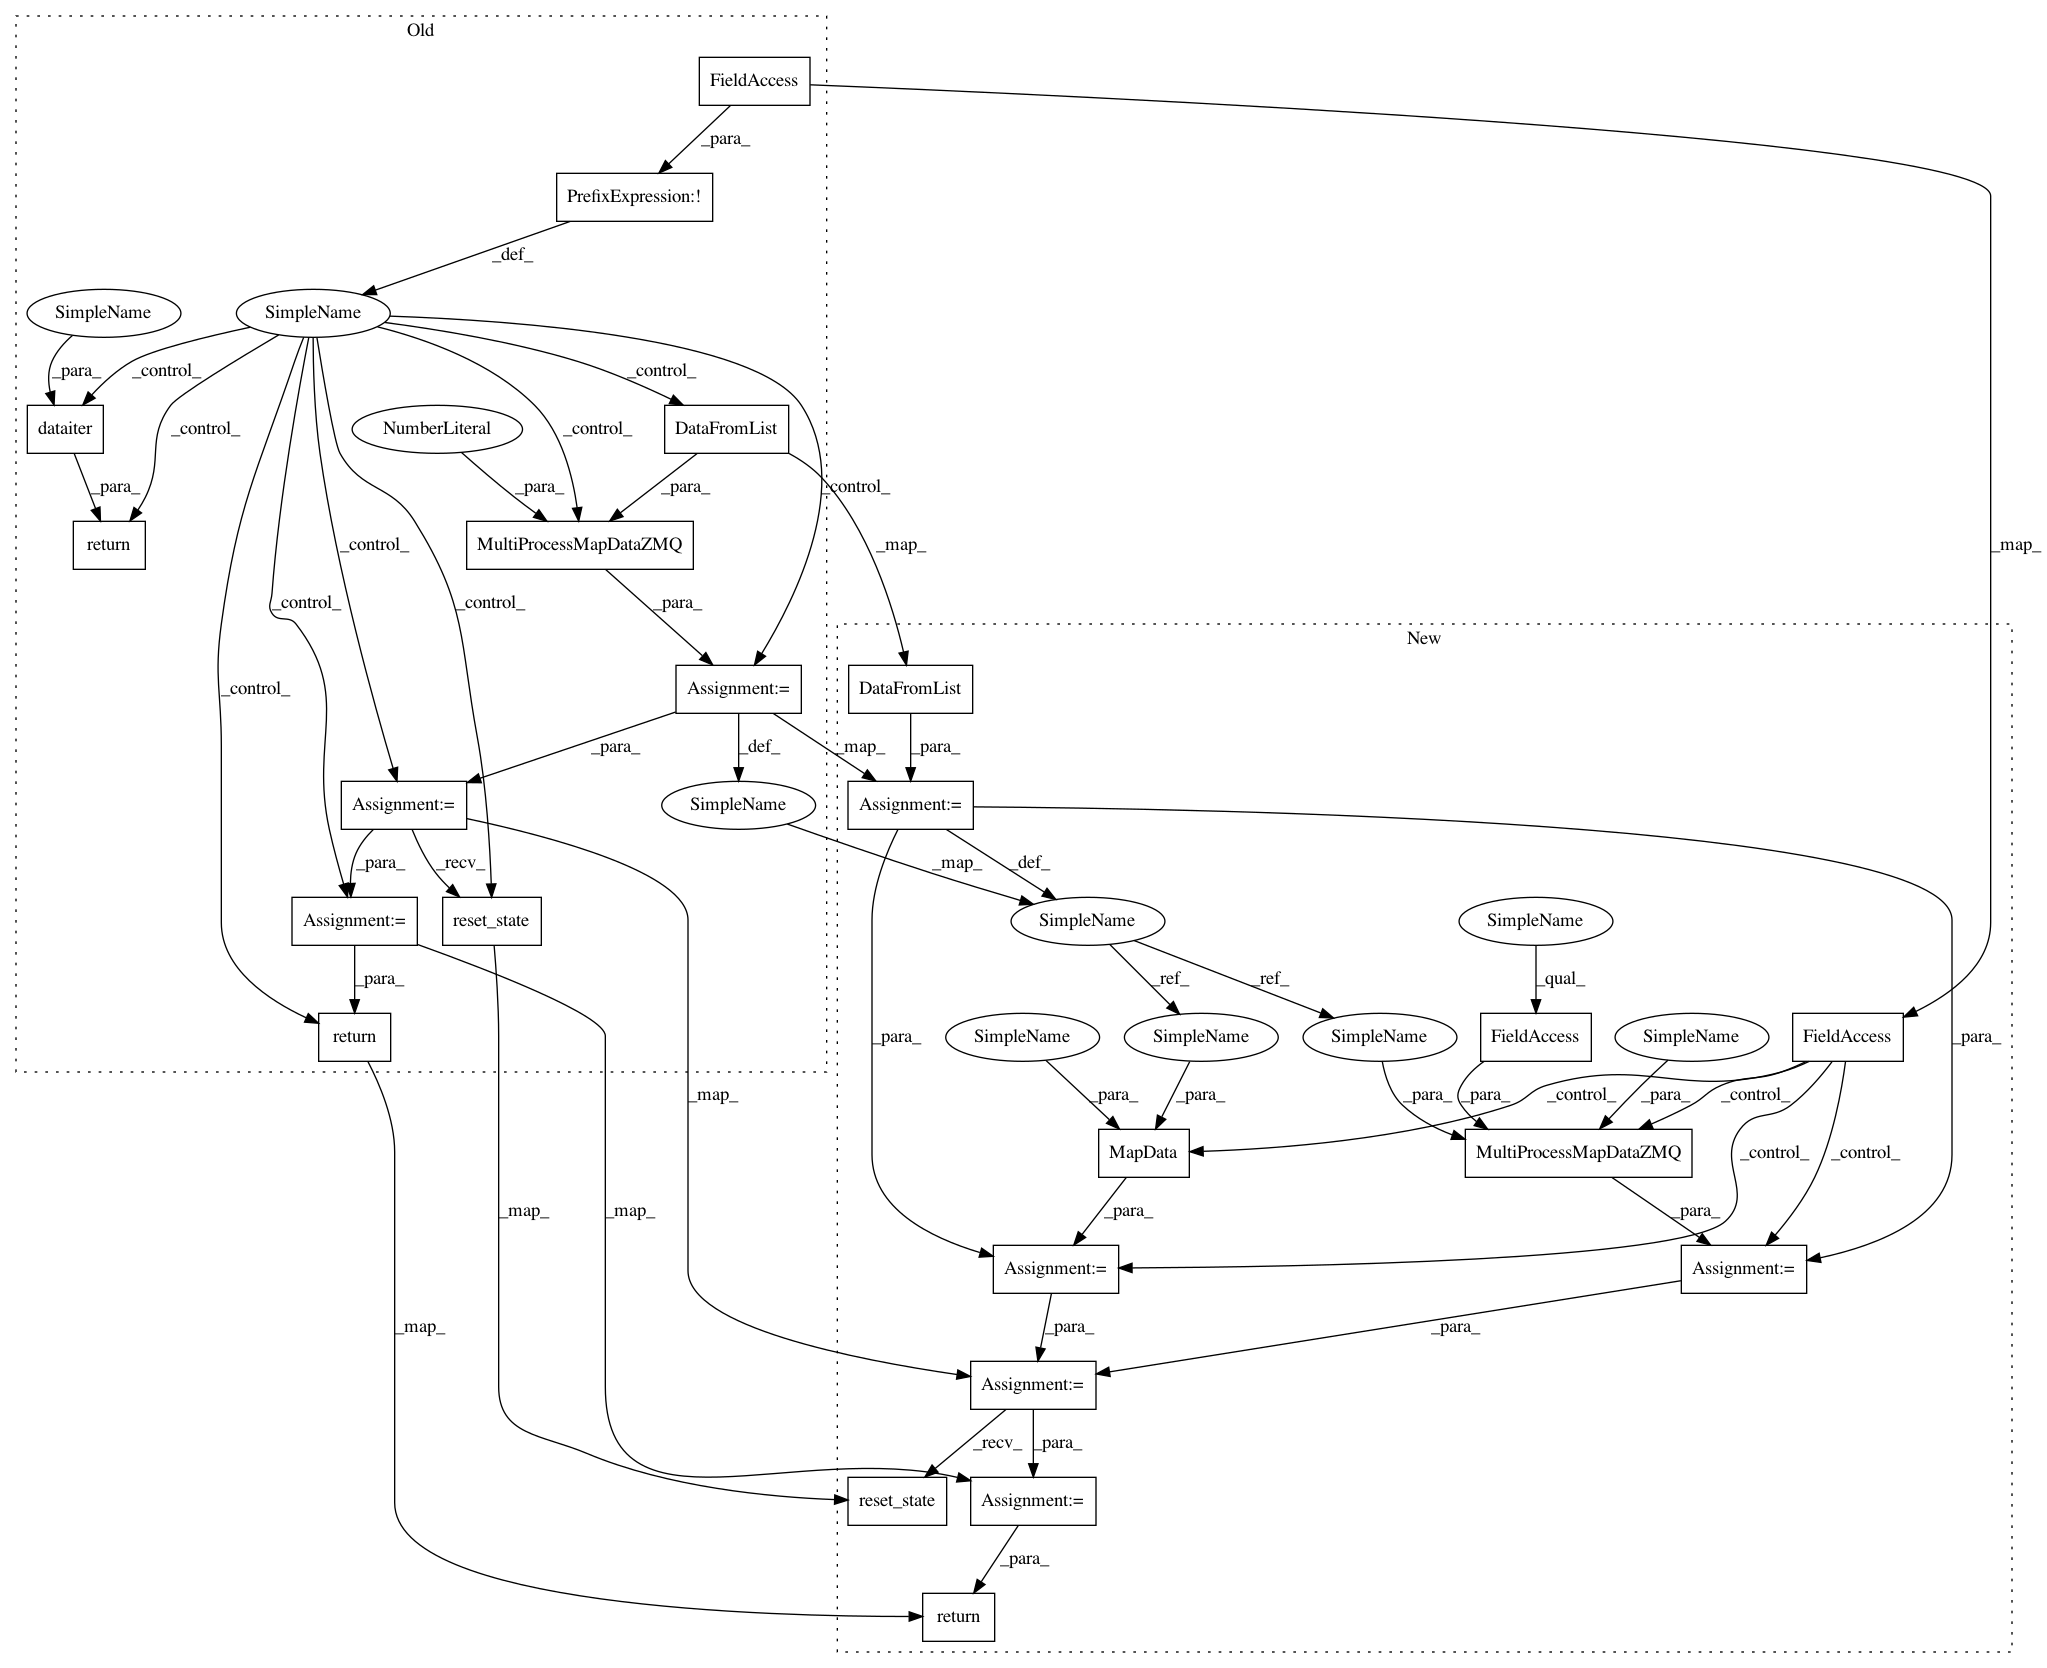 Old
FieldAccess
_para_
_map_
PrefixExpression:!
_def_
SimpleName
SimpleName
_para_
_control_
_control_
_control_
dataiter
_control_
NumberLiteral
_control_
DataFromList
_para_
_para_
_para_
_control_
return
_control_
MultiProcessMapDataZMQ
_map_
_control_
_control_
_para_
New
_control_
Assignment:=
DataFromList
_para_
_def_
_map_
_para_
Assignment:=
SimpleName
Assignment:=
_para_
_recv_
_map_
_def_
Assignment:=
reset_state
SimpleName
SimpleName
_para_
_ref_
_ref_
_qual_
return
_para_
SimpleName
SimpleName
SimpleName
FieldAccess
SimpleName
FieldAccess
_para_
_map_
_para_
_para_
_para_
_para_
_para_
_control_
_control_
MapData
MultiProcessMapDataZMQ
_control_
_control_
_map_
_map_
_para_
_para_
Assignment:=
Assignment:=
_map_
_para_
_para_
Assignment:=
_recv_
_para_
reset_state
Assignment:=
_para_
return